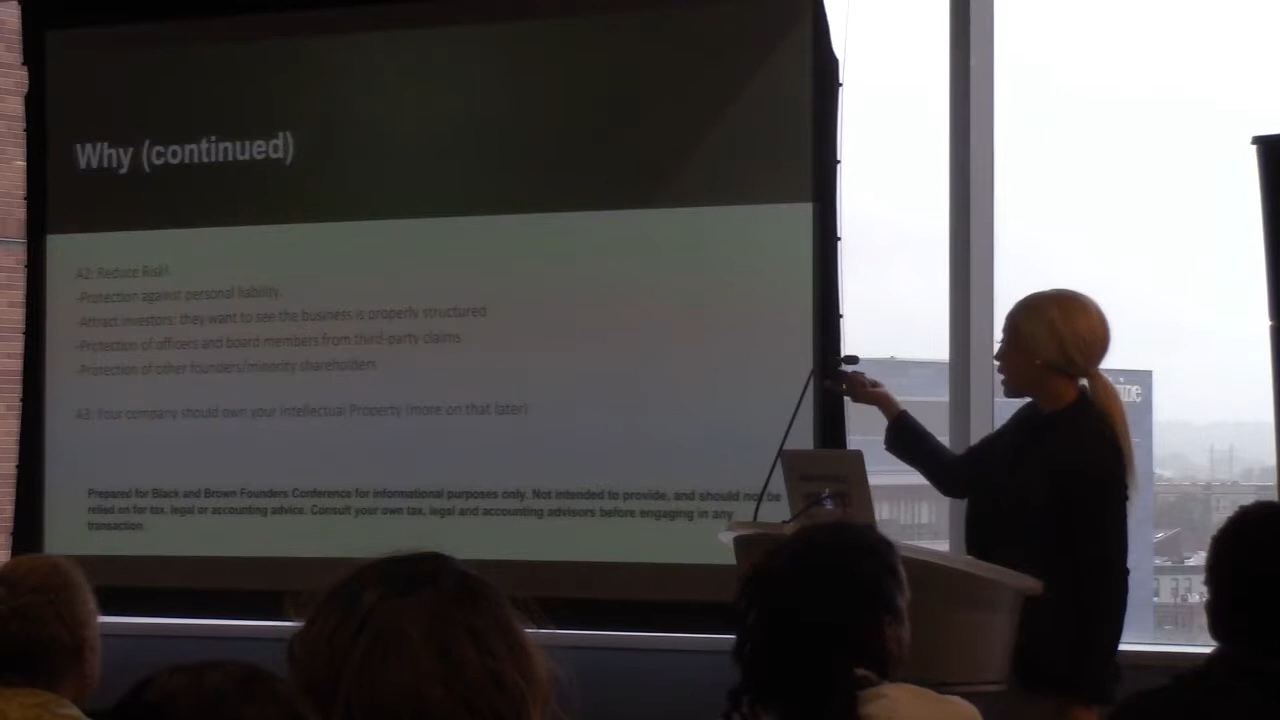 Why (continued)
A2: Reduce Risk!
-Protection against personal liability
-Attract investors: they want to see the business is properly structured
-Protection of officers and board members from third-party claims
-Protection of other founders/minority shareholders
A3: Your company should own your Intellectual Property (more on that later)
Prepared for Black and Brown Founders Conference for informational purposes only. Not intended to provide, and should not be
relied on for tax, legal or accounting advice. Consult your own tax, legal and accounting advisors before engaging in any
transaction.